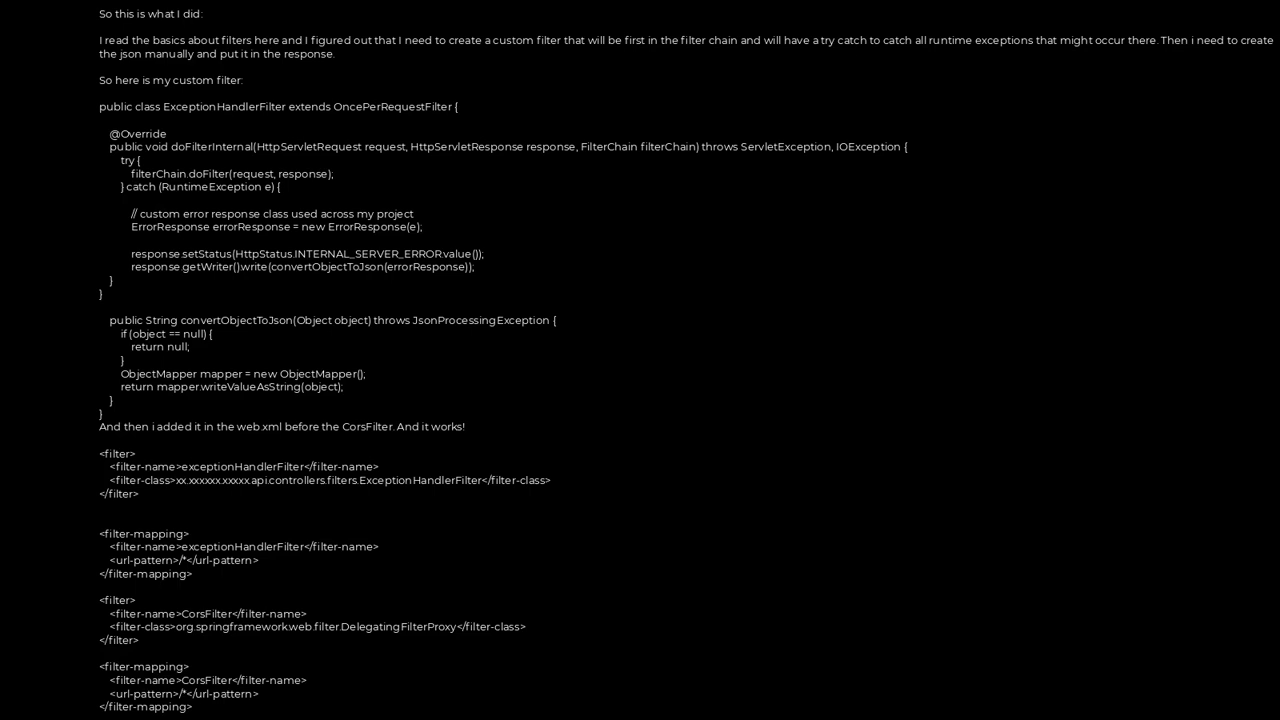 So this is what I did:
I read the basics about filters here and I figured out that I need to create a custom filter that will be first in the filter chain and will have a try catch to catch all runtime exceptions that might occur there. Then i need to create
the json manually and put it in the response.
So here is my custom filter:
public class ExceptionHandlerFilter extends OncePerRequestFilter {
@Override
public void doFilterInternal(HttpServletRequest request, HttpServletResponse response, FilterChain filterChain) throws ServletException, IOException {
try {
filterChain.doFilter(request, response);
} catch (RuntimeException e) {
// custom error response class used across my project
ErrorResponse errorResponse = new ErrorResponse(e);
response.setStatus(HttpStatus.INTERNAL_SERVER_ERROR.value());
response.getWriter().write(convertObjectToJson(errorResponse));
}
}
public String convertObjectToJson(Object object) throws JsonProcessingException {
if (object == null) {
return null;
}
ObjectMapper mapper = new ObjectMapper();
return mapper.writeValueAsString(object);
}
}
And then i added it in the web.xml before the CorsFilter. And it works!
<filter>
<filter-name>exceptionHandlerFilter</filter-name>
<filter-class>xx.xxxxxx.xxxxx.api.controllers.filters.ExceptionHandlerFilter</filter-class>
</filter>
<filter-mapping>
<filter-name>exceptionHandlerFilter</filter-name>
<url-pattern>/*</url-pattern>
</filter-mapping>
<filter>
<filter-name>CorsFilter</filter-name>
<filter-class>org.springframework.web.filter.DelegatingFilterProxy</filter-class>
</filter>
<filter-mapping>
<filter-name>CorsFilter</filter-name>
<url-pattern>/*</url-pattern>
</filter-mapping>